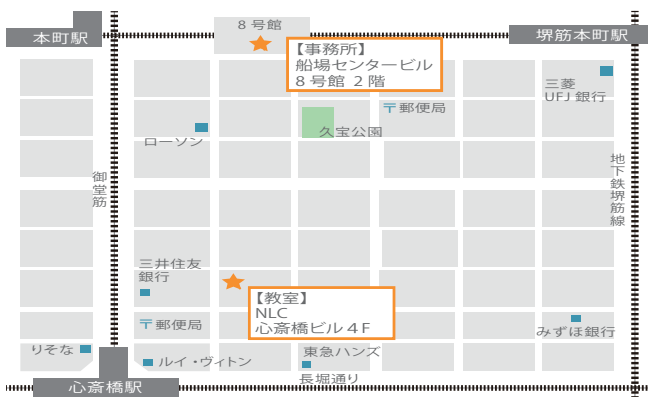 8号館
本町駅
堺筋本町駅
【事務所】
船場センタービル
8号館 2階
三菱
UFJ銀行
〒郵便局
久宝公園
ローソン
御堂筋
地下鉄堺筋線
三井住友
銀行
【教室】
NLC
心斎橋ビル4F
〒郵便局
みずほ銀行
りそな
東急ハンズ
ルイ・ヴィトン
長堀通り
心斎橋駅